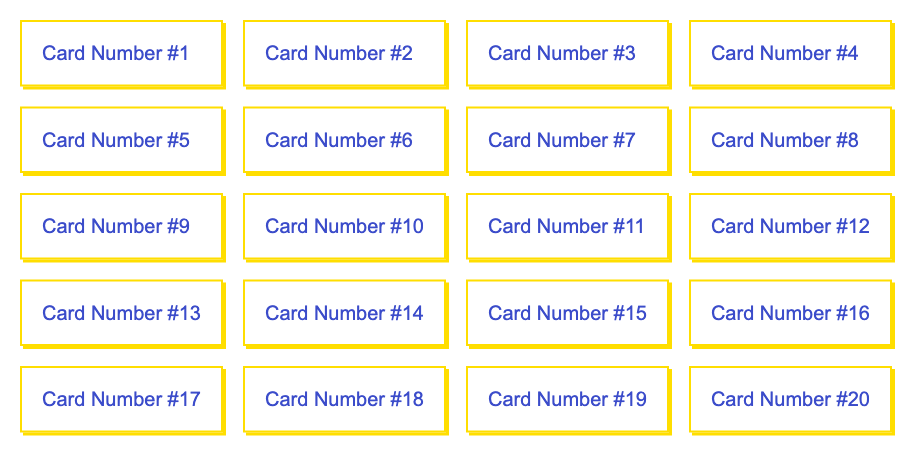 Card Number #1
Card Number #2
Card Number #3
Card Number #4
Card Number #5
Card Number #6
Card Number #7
Card Number #8
Card Number #9
Card Number #10
Card Number #11
Card Number #12
Card Number #13
Card Number #14
Card Number #15
Card Number #16
Card Number #17
Card Number #18
Card Number #19
Card Number #20